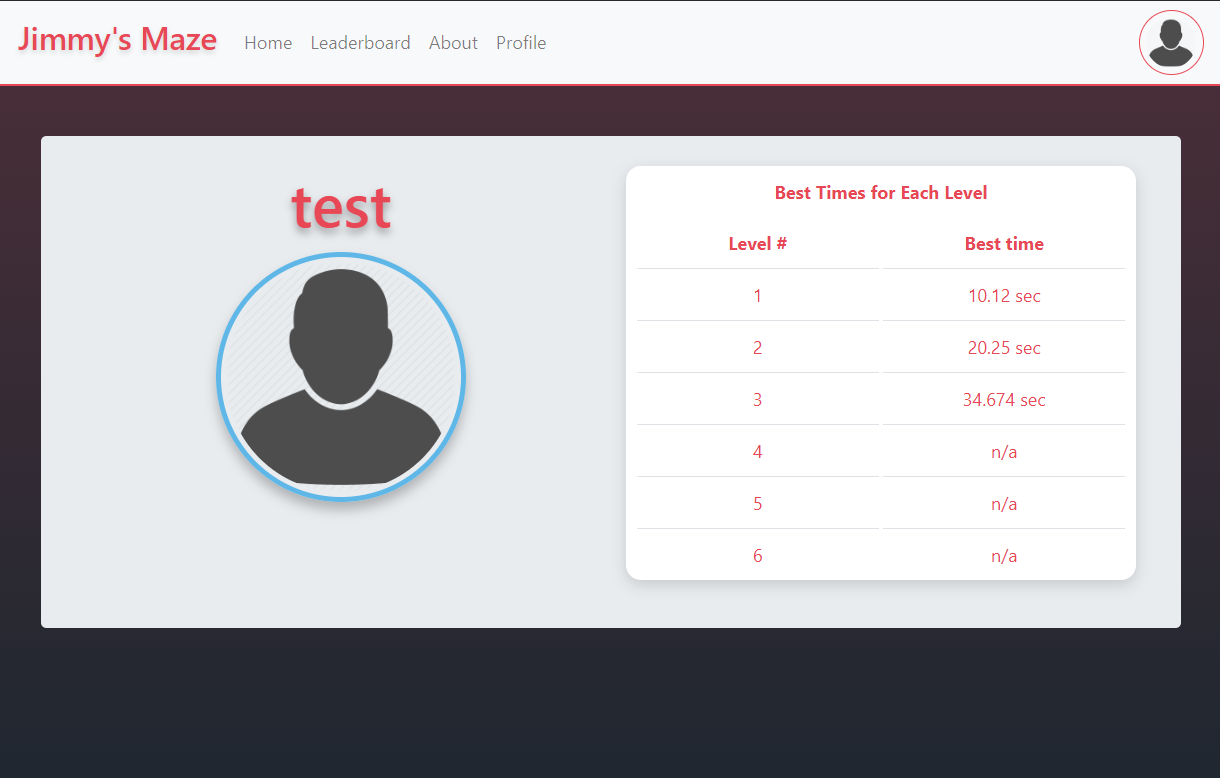 Jimmy's Maze Home Leaderboard About Profile
test
Best Times for Each Level
Level # Best time
1 10.12 sec
2 20.25 sec
3 34.674 sec
4 n/a
5 n/a
6 n/a